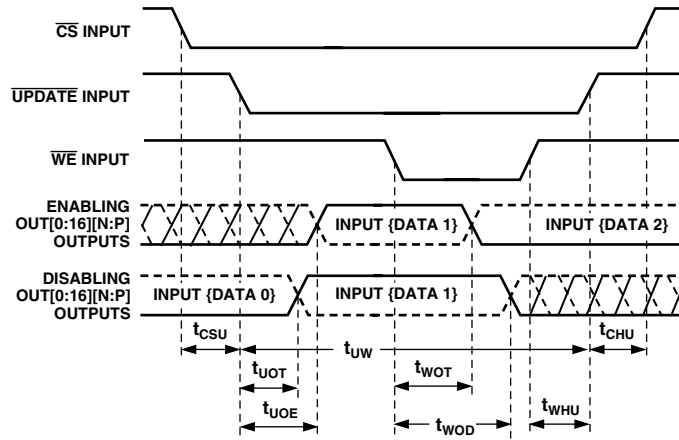 CS INPUT
UPDATE INPUT
WE INPUT
ENABLING
OUT[0:16][N:P]
OUTPUTS
INPUT {DATA 1}
INPUT {DATA 2}
DISABLING
OUT[0:16][N:P]
OUTPUTS
INPUT {DATA 0}
INPUT {DATA 1}
tCSU
tUW
tCHU
tUOT
tWOT
tUOE
tWOD
tWHU